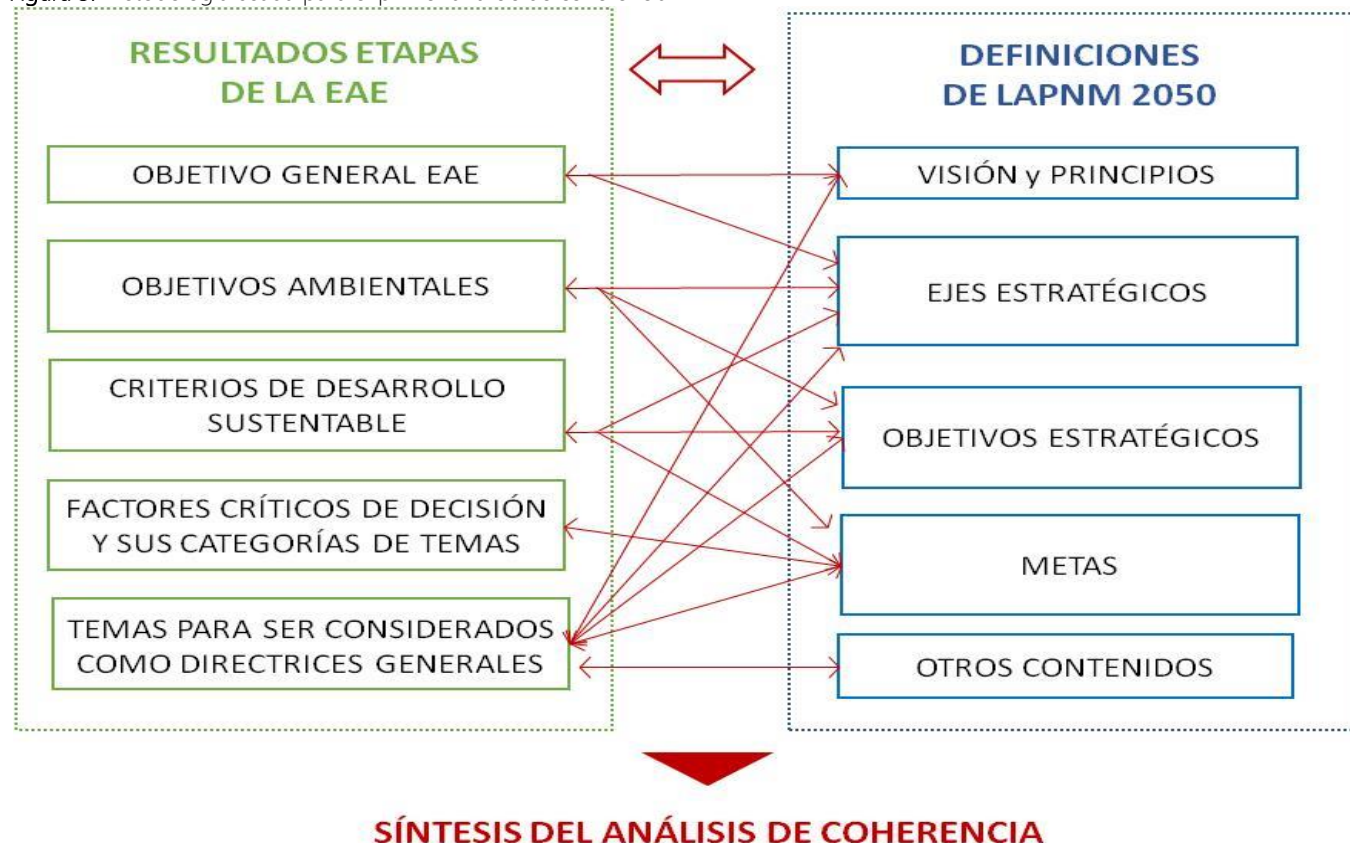 RESULTADOS ETAPAS
DE LA EAE
OBJETIVO GENERAL EAE
OBJETIVOS AMBIENTALES
CRITERIOS DE DESARROLLO
SUSTENTABLE
FACTORES CRÍTICOS DE DECISIÓN
Y SUS CATEGORÍAS DE TEMAS
TEMAS PARA SER CONSIDERADOS
COMO DIRECTRICES GENERALES
DEFINICIONES
DE LAPNM 2050
VISIÓN y PRINCIPIOS
EJES ESTRATÉGICOS
OBJETIVOS ESTRATÉGICOS
METAS
OTROS CONTENIDOS
SÍNTESIS DEL ANÁLISIS DE COHERENCIA